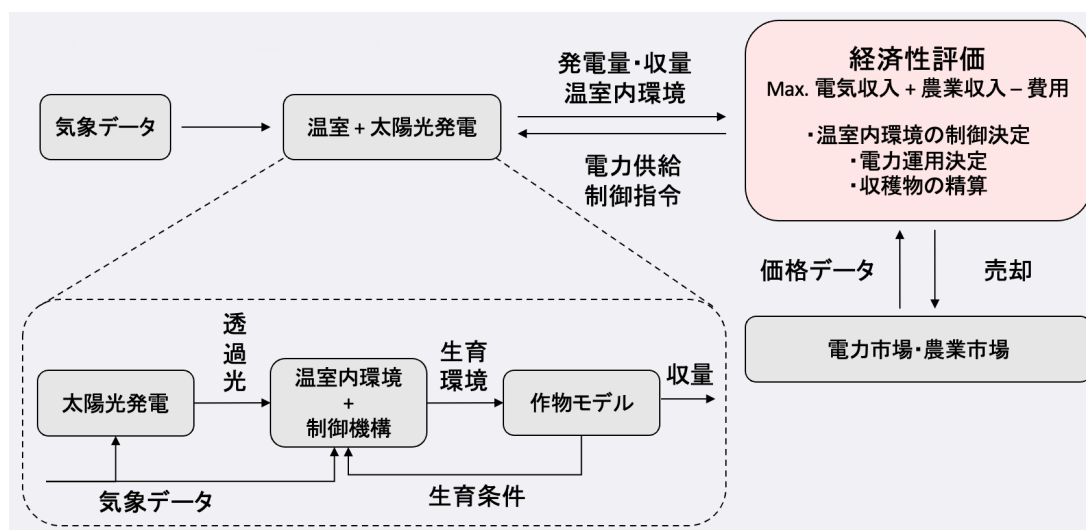 経済性評価
Max. 電気収入 + 農業収入 – 費用
・温室内環境の制御決定
・電力運用決定
・収穫物の精算
気象データ
温室 + 太陽光発電
発電量・収量
温室内環境
電力供給
制御指令
価格データ
売却
電力市場・農業市場
太陽光発電
透過光
温室内環境
+
制御機構
生育
環境
作物モデル
収量
気象データ
生育条件